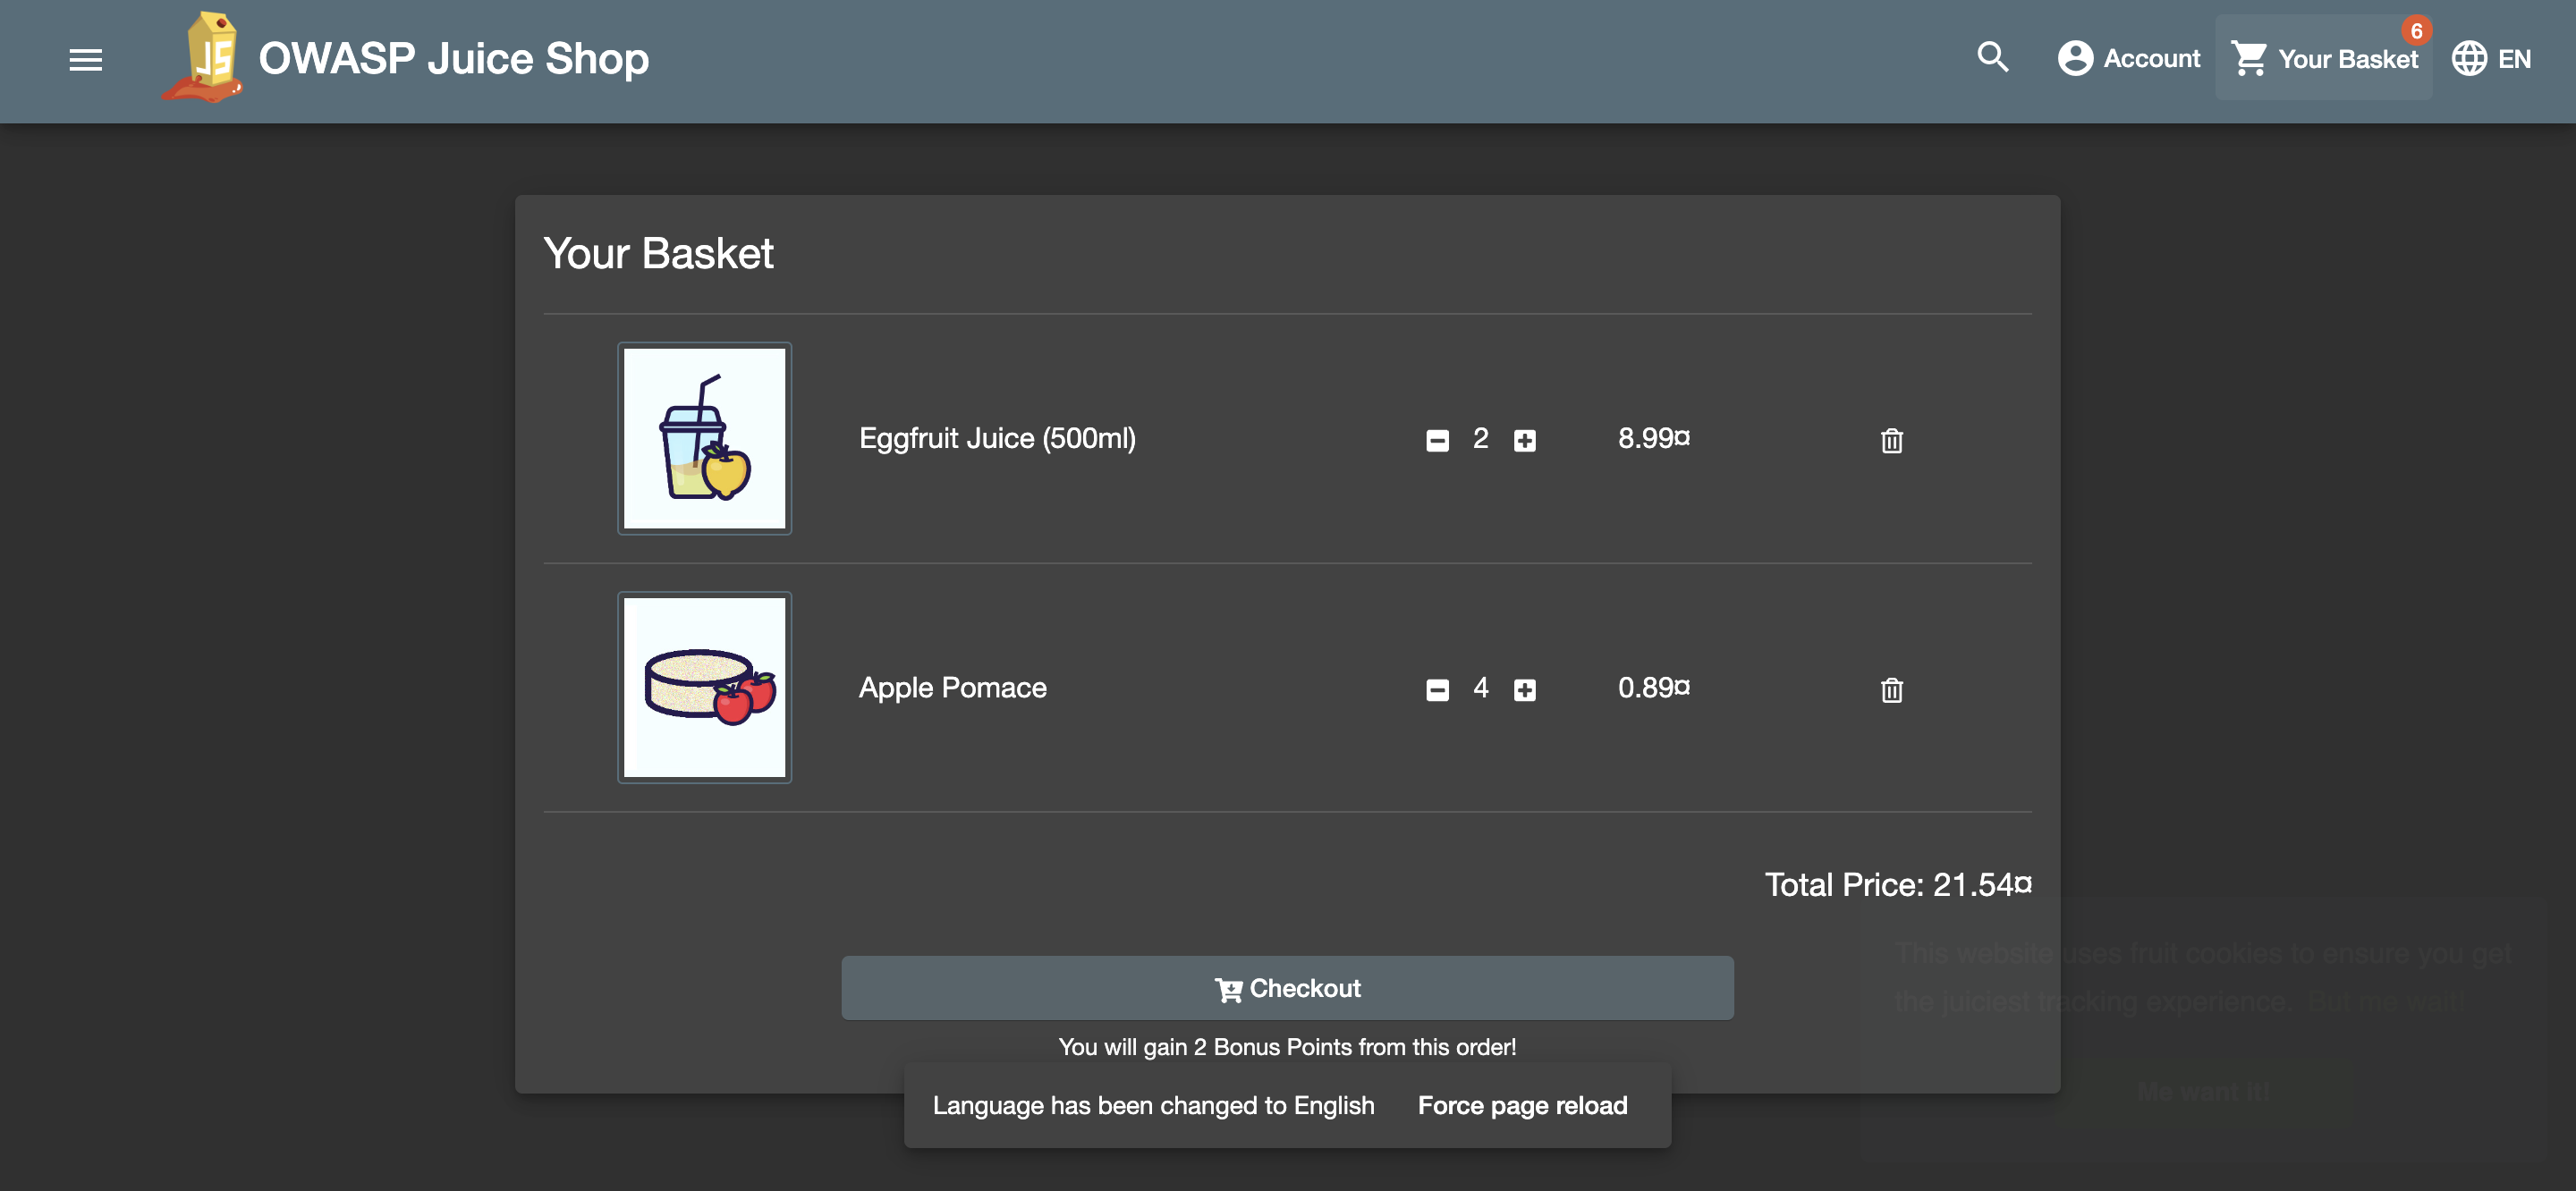 JS OWASP Juice Shop
Account
6
Your Basket
EN
Your Basket
Eggfruit Juice (500ml) 2 8.99¤
Apple Pomace 4 0.89¤
Total Price: 21.54¤
This website uses fruit cookies to ensure you get
the juiciest tracking experience. But me wait!
Me want it!
Checkout
You will gain 2 Bonus Points from this order!
Language has been changed to English Force page reload